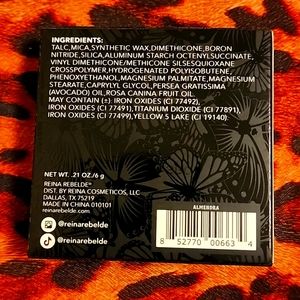 INGREDIENTS:
TALC,MICA,SYNTHETIC WAX,DIMETHICONE,BORON
NITRIDE,SILICA,ALUMINUM STARCH OCTENYLSUCCINATE,
VINYL DIMETHICONE/METHICONE SILSESQUIOXANE
CROSSPOLYMER,HYDROGENATED POLYISOBUTENE,
PHENOXYETHANOL,MAGNESIUM PALMITATE,MAGNESIUM
STEARATE,CAPRYLYL GLYCOL,PERSEA GRATISSIMA
(AVOCADO) OIL,ROSA CANINA FRUIT OIL.
MAY CONTAIN (±): IRON OXIDES (CI 77492),
IRON OXIDES (CI 77491),TITANIUM DIOXIDE (CI 77891),
IRON OXIDES (CI 77499),YELLOW 5 LAKE (CI 19140).
NET WT. .21 OZ/6 g
REINA REBELDE®
DIST. BY REINA COSMETICOS, LLC
DALLAS, TX 75219
MADE IN CHINA 010101
reinarebelde.com
@reinarebelde
@reinarebelde
ALMENDRA
8 52770 00663 4